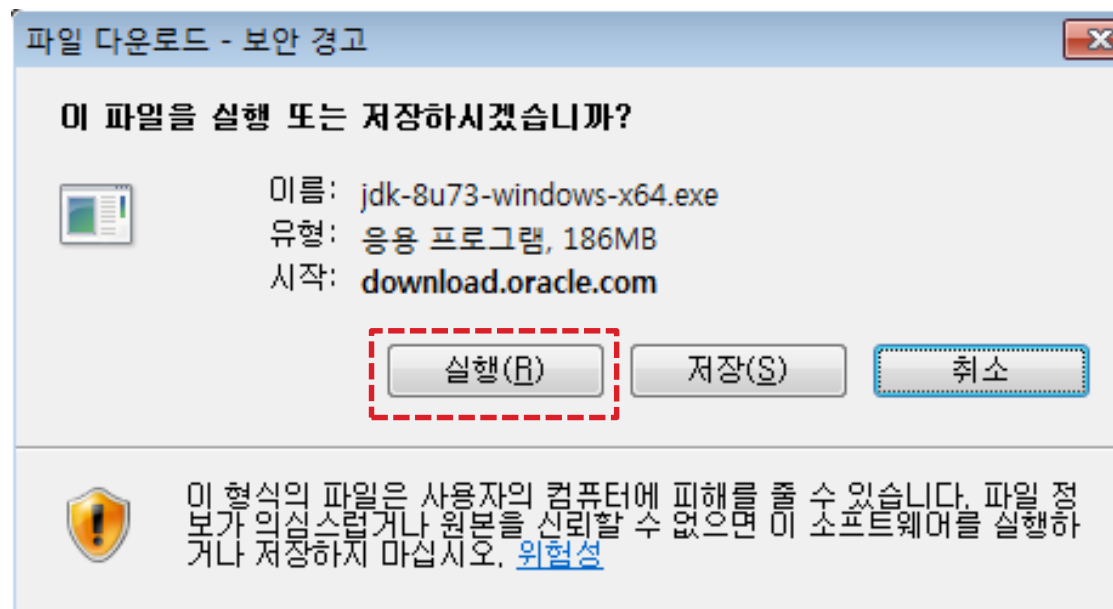 파일 다운로드 - 보안 경고
이 파일을 실행 또는 저장하시겠습니까?
이름: jdk-8u73-windows-x64.exe
유형: 응용 프로그램, 186MB
시작: download.oracle.com
실행(R) 저장(S) 취소
이 형식의 파일은 사용자의 컴퓨터에 피해를 줄 수 있습니다. 파일 정
보가 의심스럽거나 원본을 신뢰할 수 없으면 이 소프트웨어를 실행하
거나 저장하지 마십시오. 위험성